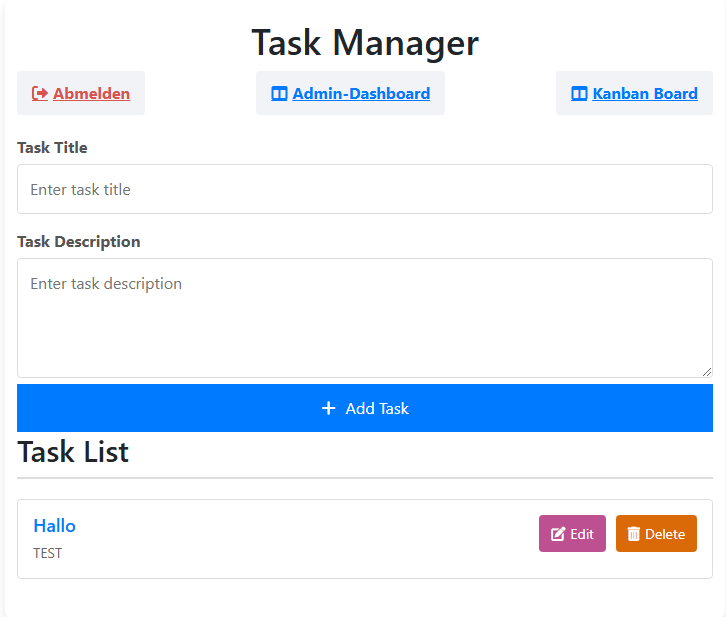 Task Manager
Abmelden Admin-Dashboard Kanban Board
Task Title
Enter task title
Task Description
Enter task description
Add Task
Task List
Hallo
Edit Delete
TEST